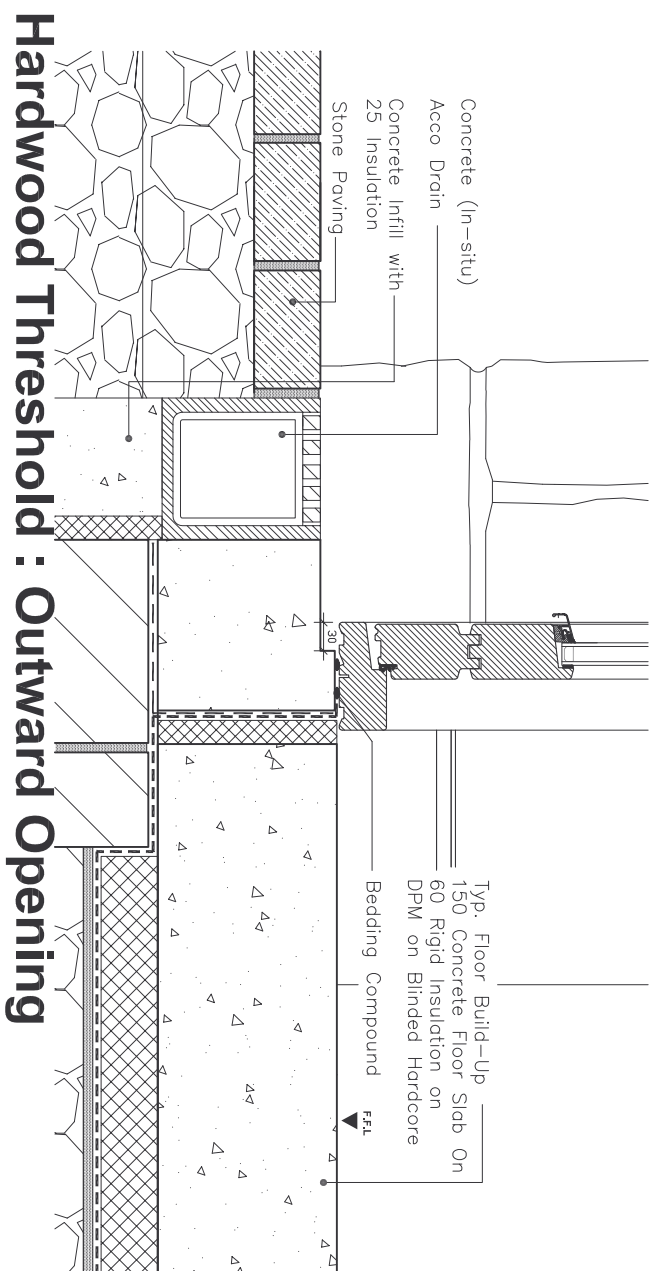 Concrete (In-situ)
Acco Drain
Concrete Infill with
25 Insulation
Stone Paving
30
Typ. Floor Build-Up
150 Concrete Floor Slab On
60 Rigid Insulation on
DPM on Blinded Hardcore
Bedding Compound
F.F.L
Hardwood Threshold : Outward Opening